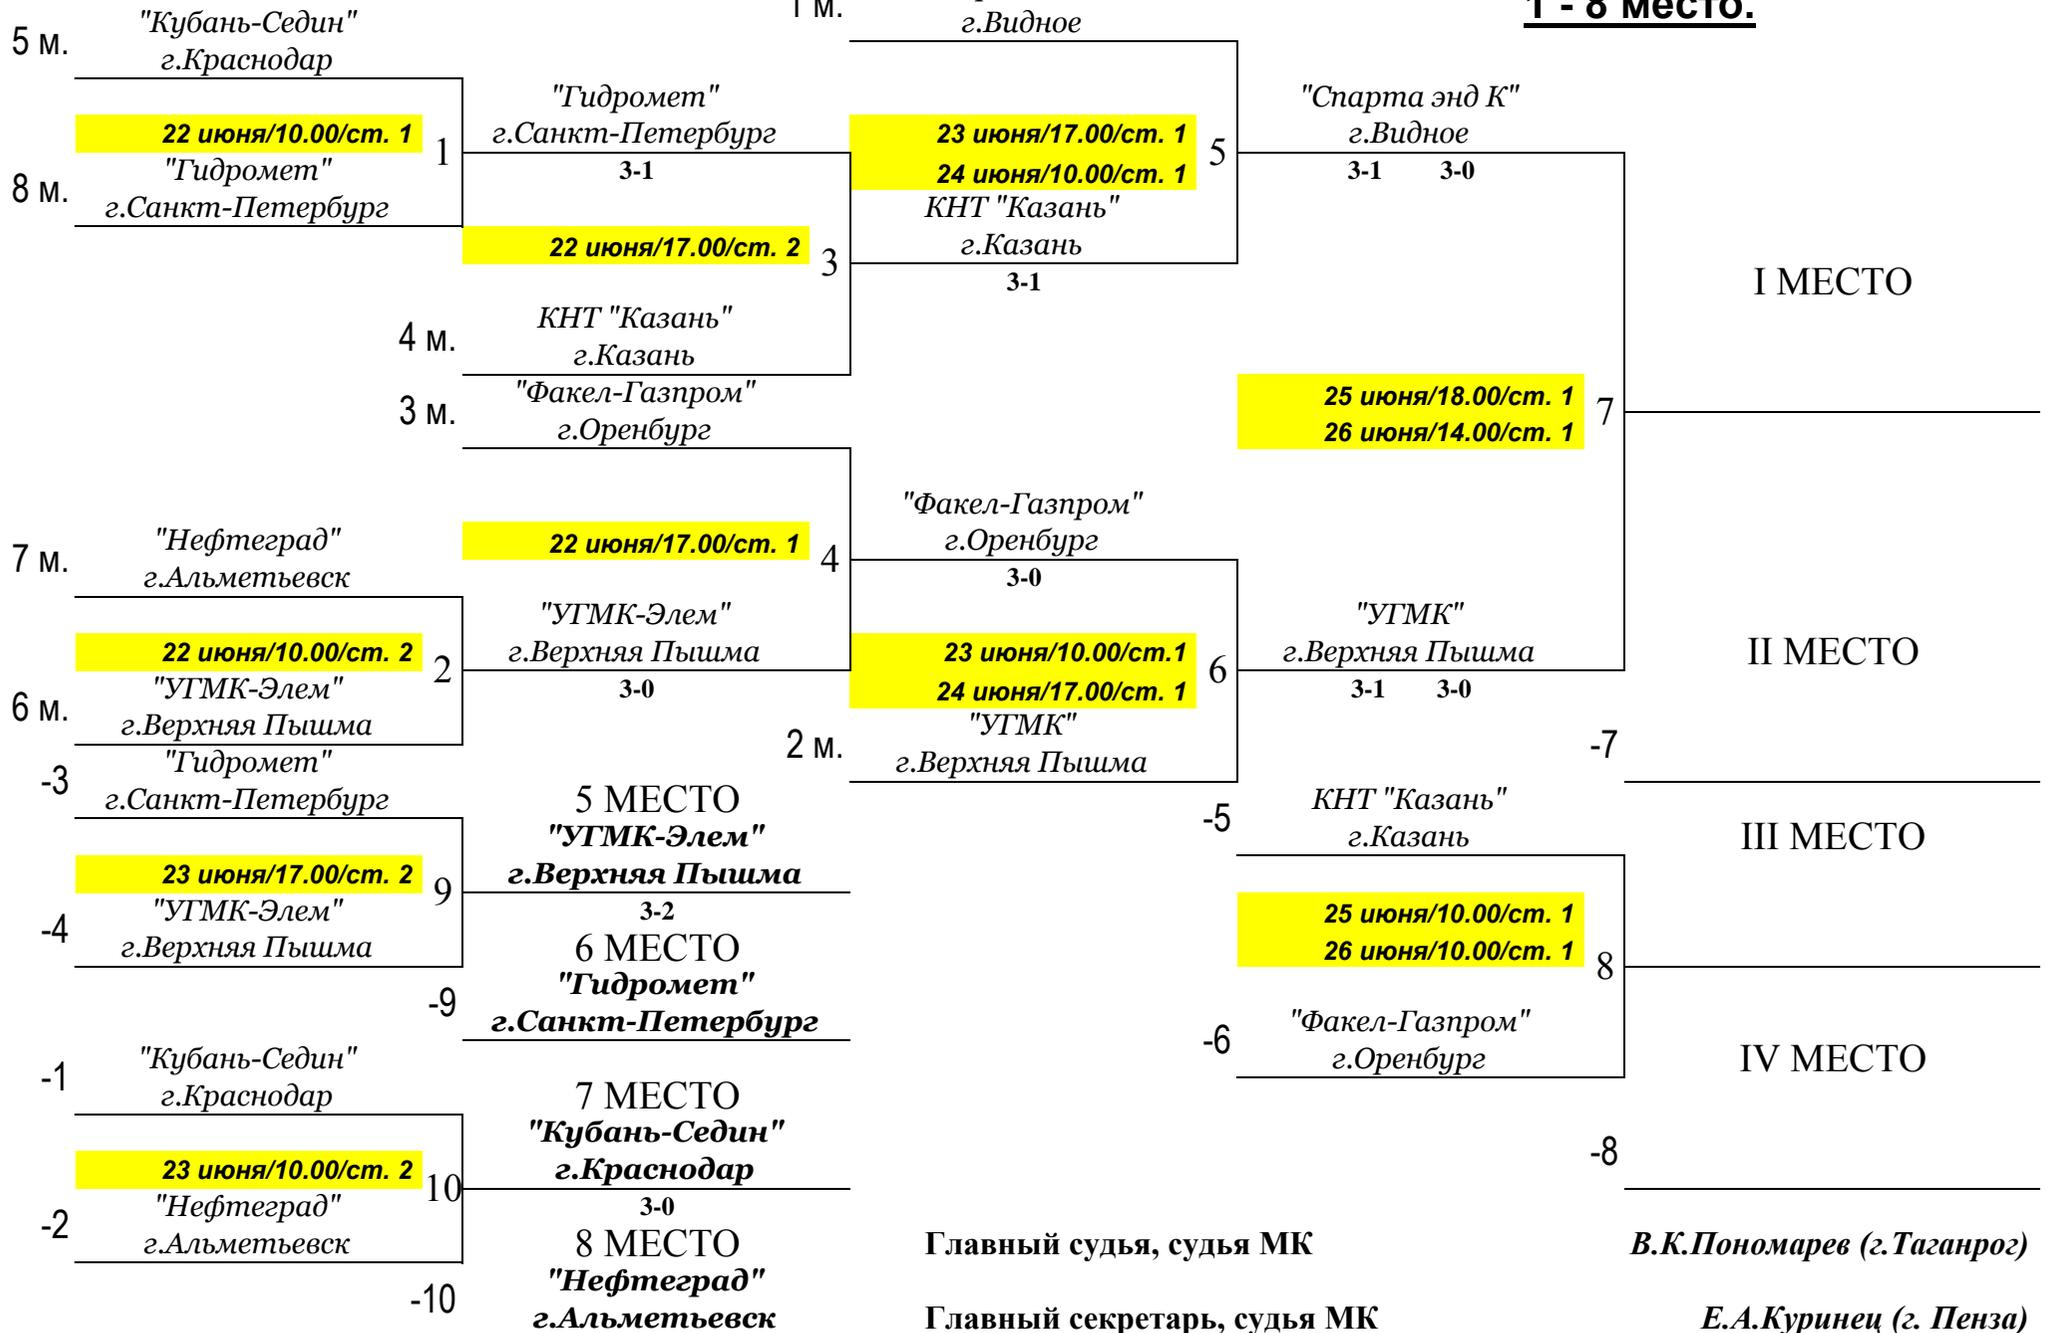 1 м.
г.Видное
1 - 8 место.
"Кубань-Седин"
5 м.
г.Краснодар
22 июня/10.00/ст. 1
1
"Гидромет"
8 м.
г.Санкт-Петербург
"Гидромет"
г.Санкт-Петербург
3-1
22 июня/17.00/ст. 2
3
4 м.
КНТ "Казань"
г.Казань
23 июня/17.00/ст. 1
24 июня/10.00/ст. 1
5
КНТ "Казань"
г.Казань
3-1
"Спарта энд К"
г.Видное
3-1 3-0
I МЕСТО
"Факел-Газпром"
3 м.
г.Оренбург
22 июня/17.00/ст. 1
4
"Факел-Газпром"
г.Оренбург
3-0
25 июня/18.00/ст. 1
26 июня/14.00/ст. 1
7
7 м.
"Нефтеград"
г.Альметьевск
22 июня/10.00/ст. 2
2
"УГМК-Элем"
6 м.
г.Верхняя Пышма
"УГМК-Элем"
г.Верхняя Пышма
3-0
23 июня/10.00/ст.1
24 июня/17.00/ст. 1
6
"УГМК"
2 м.
г.Верхняя Пышма
"УГМК"
г.Верхняя Пышма
3-1 3-0
II МЕСТО
-7
"Гидромет"
-3
г.Санкт-Петербург
23 июня/17.00/ст. 2
9
"УГМК-Элем"
-4
г.Верхняя Пышма
5 МЕСТО
"УГМК-Элем"
г.Верхняя Пышма
3-2
6 МЕСТО
"Гидромет"
-9
г.Санкт-Петербург
-5
КНТ "Казань"
г.Казань
III МЕСТО
25 июня/10.00/ст. 1
26 июня/10.00/ст. 1
8
"Факел-Газпром"
-6
г.Оренбург
IV МЕСТО
-8
"Кубань-Седин"
-1
г.Краснодар
23 июня/10.00/ст. 2
10
"Нефтеград"
-2
г.Альметьевск
7 МЕСТО
"Кубань-Седин"
г.Краснодар
3-0
8 МЕСТО
"Нефтеград"
-10
г.Альметьевск
Главный судья, судья МК В.К.Пономарев (г.Таганрог)
Главный секретарь, судья МК Е.А.Куринец (г. Пенза)